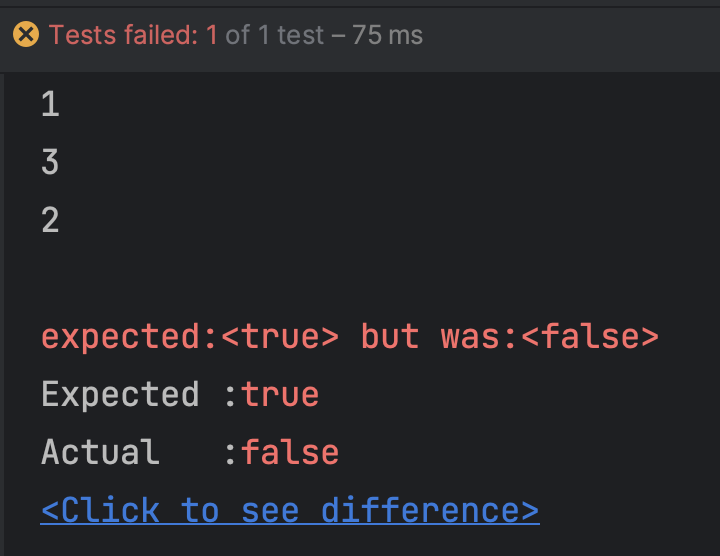 Tests failed: 1 of 1 test – 75 ms
1
3
2
expected:<true> but was:<false>
Expected :true
Actual   :false
<Click to see difference>